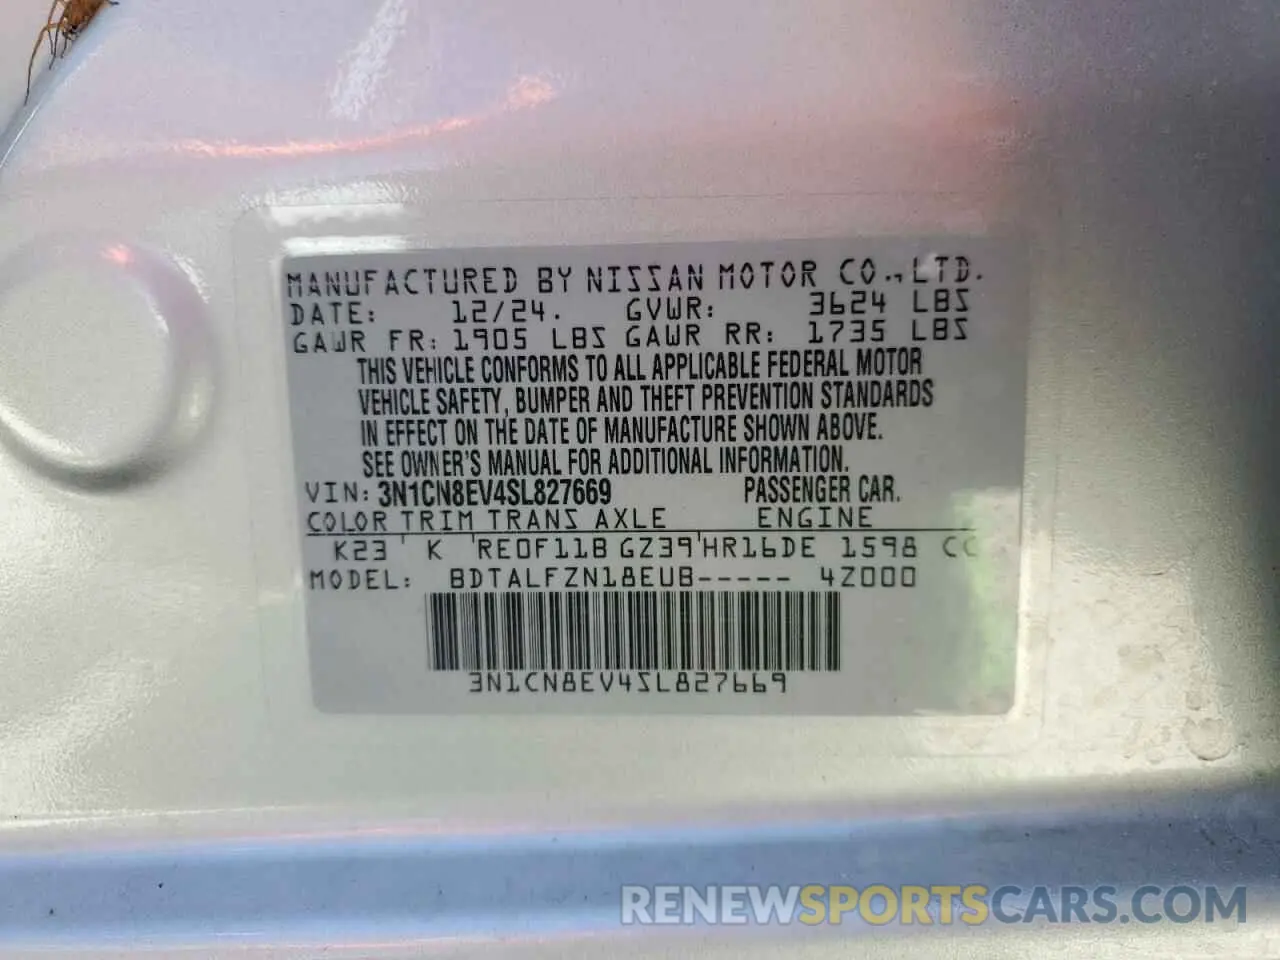 MANUFACTURED BY NISSAN MOTOR CO.,LTD.
DATE: 12/24. GVWR: 3624 LBS
GAWR FR: 1905 LBS GAWR RR: 1735 LBS
THIS VEHICLE CONFORMS TO ALL APPLICABLE FEDERAL MOTOR
VEHICLE SAFETY, BUMPER AND THEFT PREVENTION STANDARDS
IN EFFECT ON THE DATE OF MANUFACTURE SHOWN ABOVE.
SEE OWNER'S MANUAL FOR ADDITIONAL INFORMATION.
VIN: 3N1CN8EV4SL827669 PASSENGER CAR.
COLOR TRIM TRANS AXLE ENGINE
K23 ' K 'RE0F11B GZ39'HR16DE 1598 CC
MODEL: BDTALFZN18EUB----- 4Z000
3N1CN8EV4SL827669
RENEWSPORTSCARS.COM